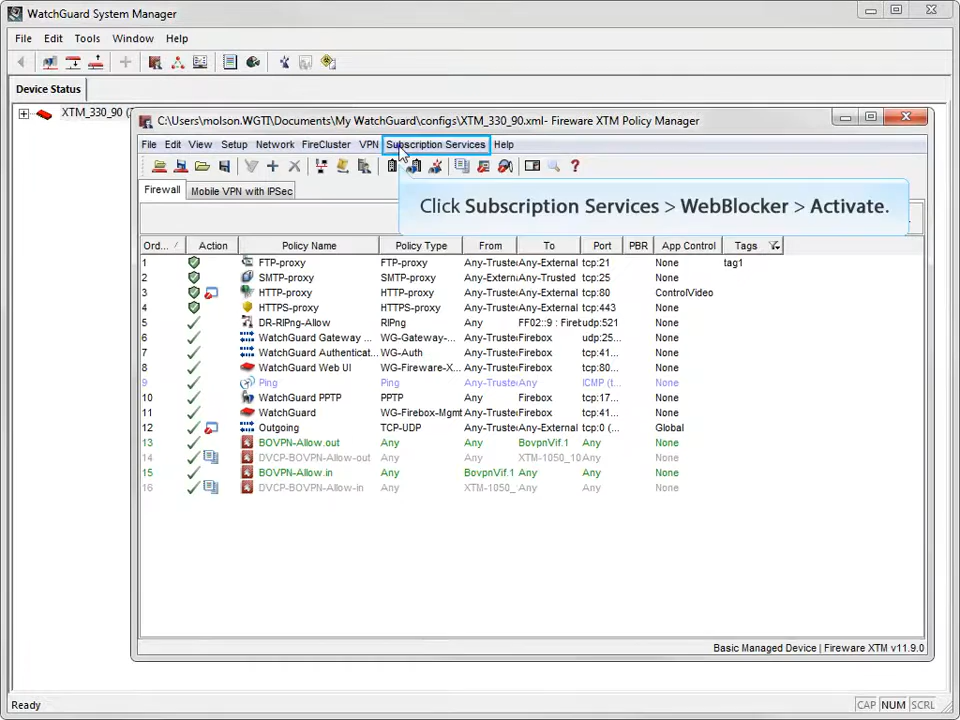 WatchGuard System Manager
File Edit Tools Window Help
Device Status
XTM_330_90
C:\Users\molson.WGTI\Documents\My WatchGuard\configs\XTM_330_90.xml- Fireware XTM Policy Manager
File Edit View Setup Network FireCluster VPN Subscription Services Help
Firewall Mobile VPN with IPSec
Click Subscription Services > WebBlocker > Activate.
Ord... Action Policy Name Policy Type From To Port PBR App Control Tags
1 FTP-proxy FTP-proxy Any-Truste Any-External tcp:21 None tag1
2 SMTP-proxy SMTP-proxy Any-Extern Any-Trusted tcp:25 None
3 HTTP-proxy HTTP-proxy Any-Truste Any-External tcp:80 ControlVideo
4 HTTPS-proxy HTTPS-proxy Any-Truste Any-External tcp:443 None
5 DR-RIPng-Allow RIPng Any FF02::9 : Firet udp:521 None
6 WatchGuard Gateway ... WG-Gateway-... Any-Truste Firebox udp:25... None
7 WatchGuard Authenticat... WG-Auth Any-Truste Firebox tcp:41... None
8 WatchGuard Web UI WG-Fireware-X... Any-Truste Firebox tcp:80... None
9 Ping Ping Any-Truste Any ICMP (t... None
10 WatchGuard PPTP PPTP Any Firebox tcp:17... None
11 WatchGuard WG-Firebox-Mgmt Any-Truste Firebox tcp:41... None
12 Outgoing TCP-UDP Any-Truste Any-External tcp:0 (... Global
13 BOVPN-Allow.out Any Any BovpnVif.1 Any None
14 DVCP-BOVPN-Allow-out Any Any XTM-1050_10 Any None
15 BOVPN-Allow.in Any BovpnVif.1 Any Any None
16 DVCP-BOVPN-Allow-in Any XTM-1050_ Any Any None
Basic Managed Device | Fireware XTM v11.9.0
Ready CAP NUM SCRL